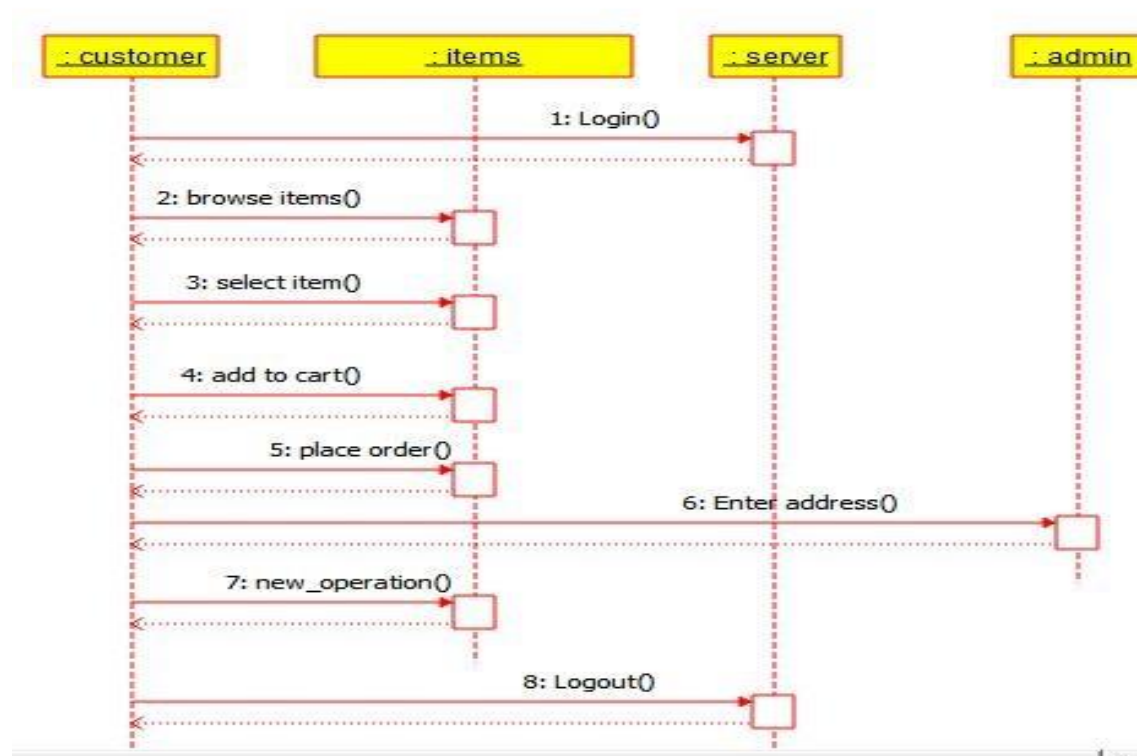 : customer
: items
: server
: admin
1: Login()
2: browse items()
3: select item()
4: add to cart()
5: place order()
6: Enter address()
7: new_operation()
8: Logout()